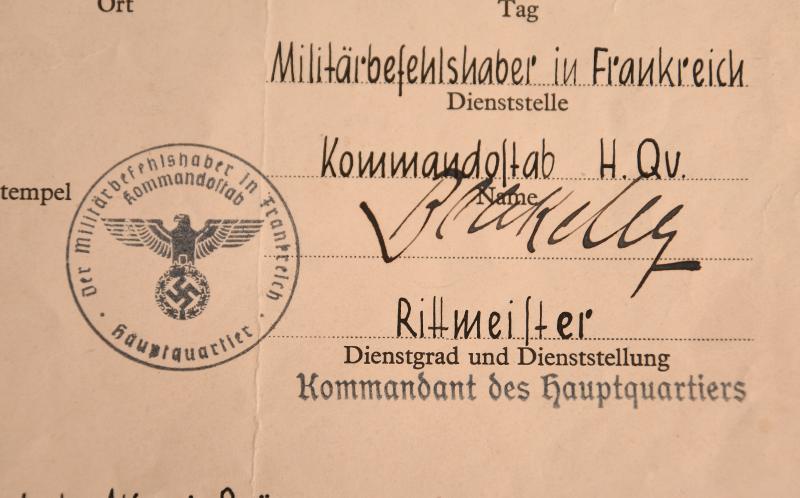 Ort
Tag
Militärbefehlshaber in Frankreich
Dienststelle
Kommandostab H. Qu.
tempel
Name
Der Militärbefehlshaber in Frankreich
Kommandostab
Hauptquartier
Rittmeister
Dienstgrad und Dienststellung
Kommandant des Hauptquartiers